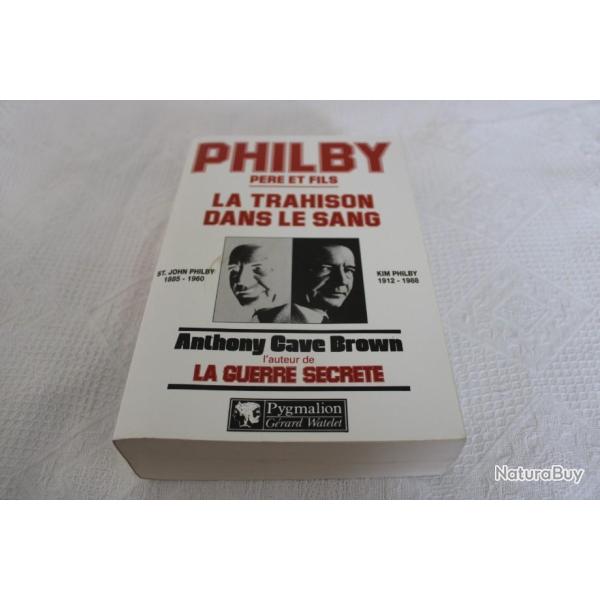 PHILBY
PERE ET FILS
LA TRAHISON
DANS LE SANG
ST. JOHN PHILBY
1885 - 1960
KIM PHILBY
1912 - 1988
Anthony Cave Brown
l'auteur de
LA GUERRE SECRETE
Pygmalion
Gérard Watelet
NaturaBuy